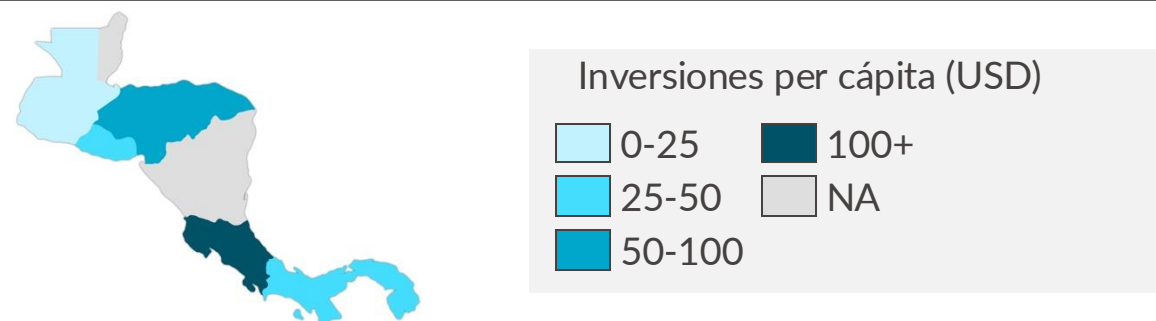 Inversiones per cápita (USD)
0-25
100+
25-50
NA
50-100